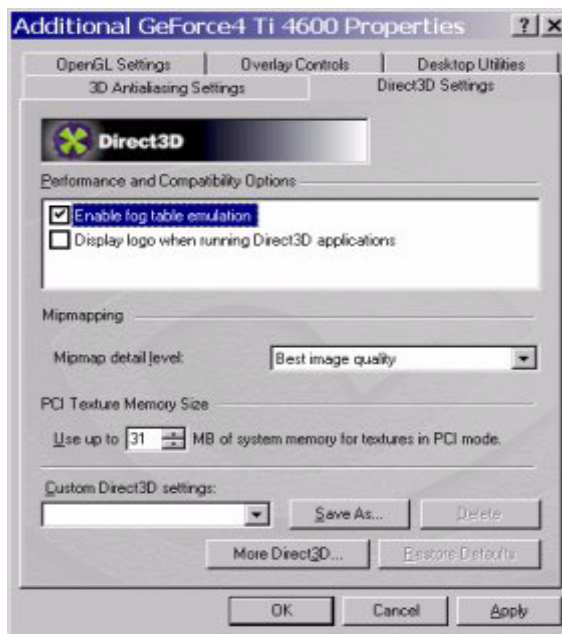 Additional GeForce4 Ti 4600 Properties
OpenGL Settings
Overlay Controls
Desktop Utilities
3D Antialiasing Settings
Direct3D Settings
Direct3D
Performance and Compatibility Options
Enable fog table emulation
Display logo when running Direct3D applications
Mipmapping
Mipmap detail level: Best image quality
PCI Texture Memory Size
Use up to 31 MB of system memory for textures in PCI mode.
Custom Direct3D settings:
Save As... Delete
More Direct3D... Restore Defaults
OK Cancel Apply